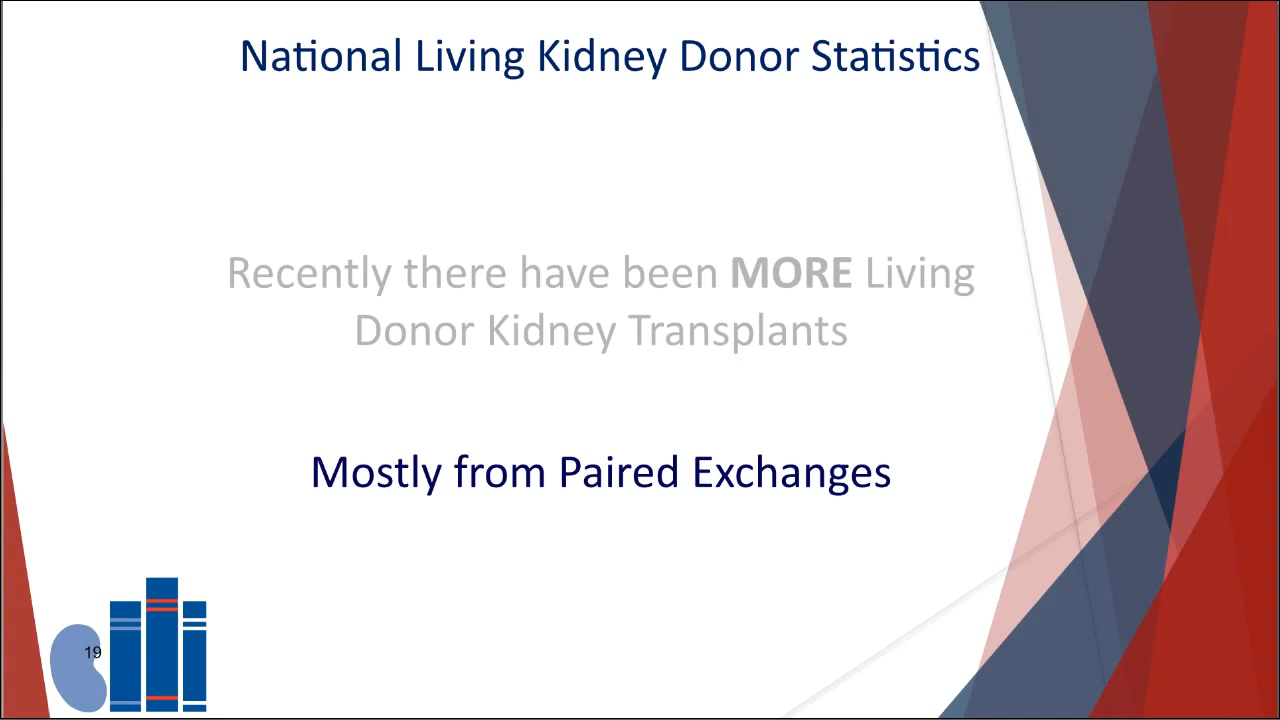 National Living Kidney Donor Statistics
Recently there have been MORE Living
Donor Kidney Transplants
Mostly from Paired Exchanges
19